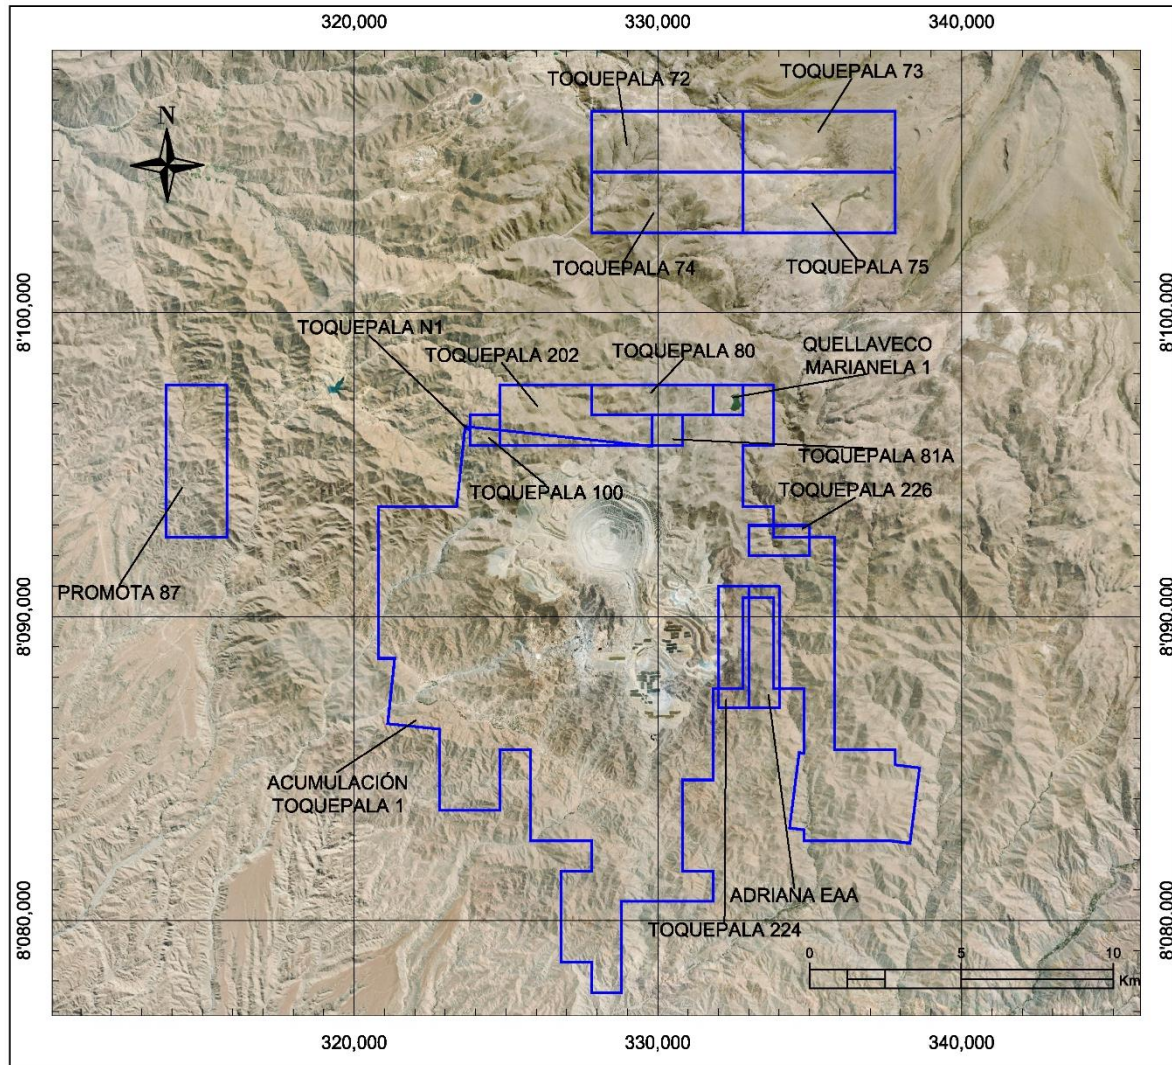 320,000
330,000
340,000
TOQUEPALA 72
TOQUEPALA 73
N
TOQUEPALA 74
TOQUEPALA 75
8'100,000
8'100,000
TOQUEPALA N1
TOQUEPALA 202
TOQUEPALA 80
QUELLAVECO
MARIANELA 1
TOQUEPALA 81A
TOQUEPALA 100
TOQUEPALA 226
PROMOTA 87
8'090,000
8'090,000
ACUMULACIÓN
TOQUEPALA 1
ADRIANA EAA
TOQUEPALA 224
8'080,000
8'080,000
0
5
10
Km
320,000
330,000
340,000